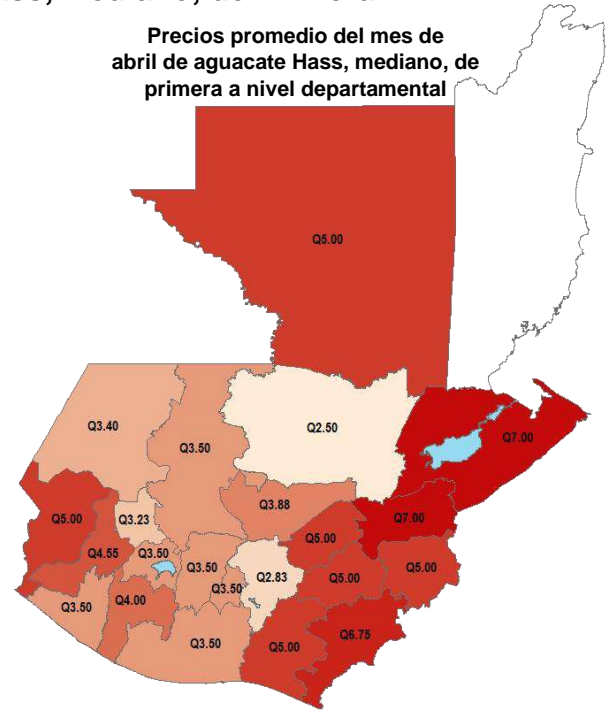 Precios promedio del mes de
abril de aguacate Hass, mediano, de
primera a nivel departamental
Q5.00
Q3.40
Q3.50
Q2.50
Q7.00
Q5.00
Q3.23
Q3.88
Q7.00
Q4.55
Q3.50
Q3.50
Q5.00
Q5.00
Q3.50
Q4.00
Q3.50
Q2.83
Q5.00
Q3.50
Q5.00
Q6.75